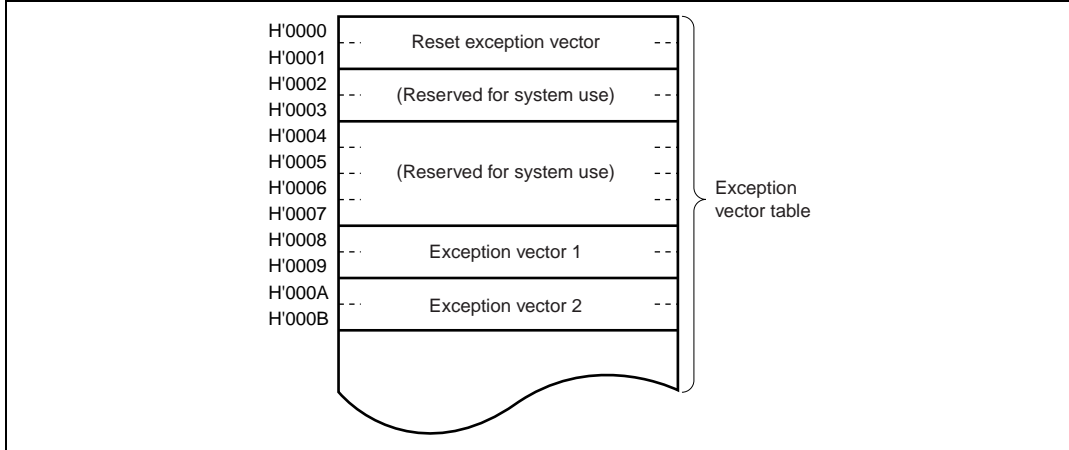 H'0000
Reset exception vector
H'0001
H'0002
(Reserved for system use)
H'0003
H'0004
H'0005
(Reserved for system use)
H'0006
H'0007
H'0008
Exception vector 1
H'0009
H'000A
Exception vector 2
H'000B
Exception
vector table